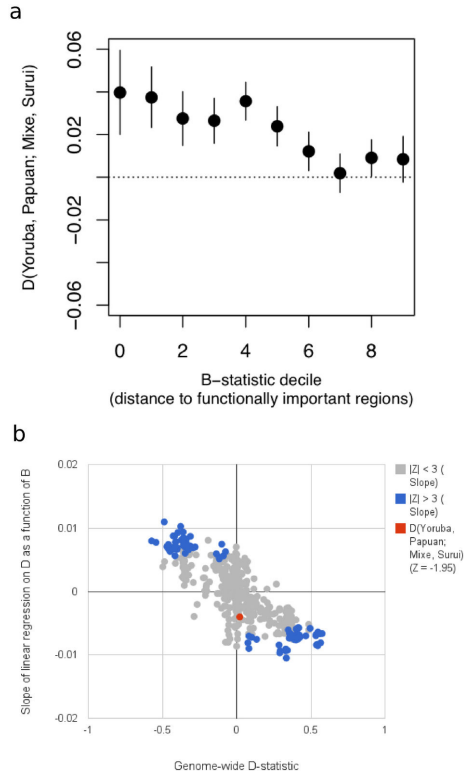 a
D(Yoruba, Papuan; Mixe, Surui)
0.06
0.02
−0.02
−0.06
0 2 4 6 8
B−statistic decile
(distance to functionally important regions)
b
Slope of linear regression on D as a function of B
0.02
0.01
0
-0.01
-0.02
-1 -0.5 0 0.5 1
Genome-wide D-statistic
|Z| < 3 (
Slope)
|Z| > 3 (
Slope)
D(Yoruba,
Papuan;
Mixe, Surui)
(Z = -1.95)